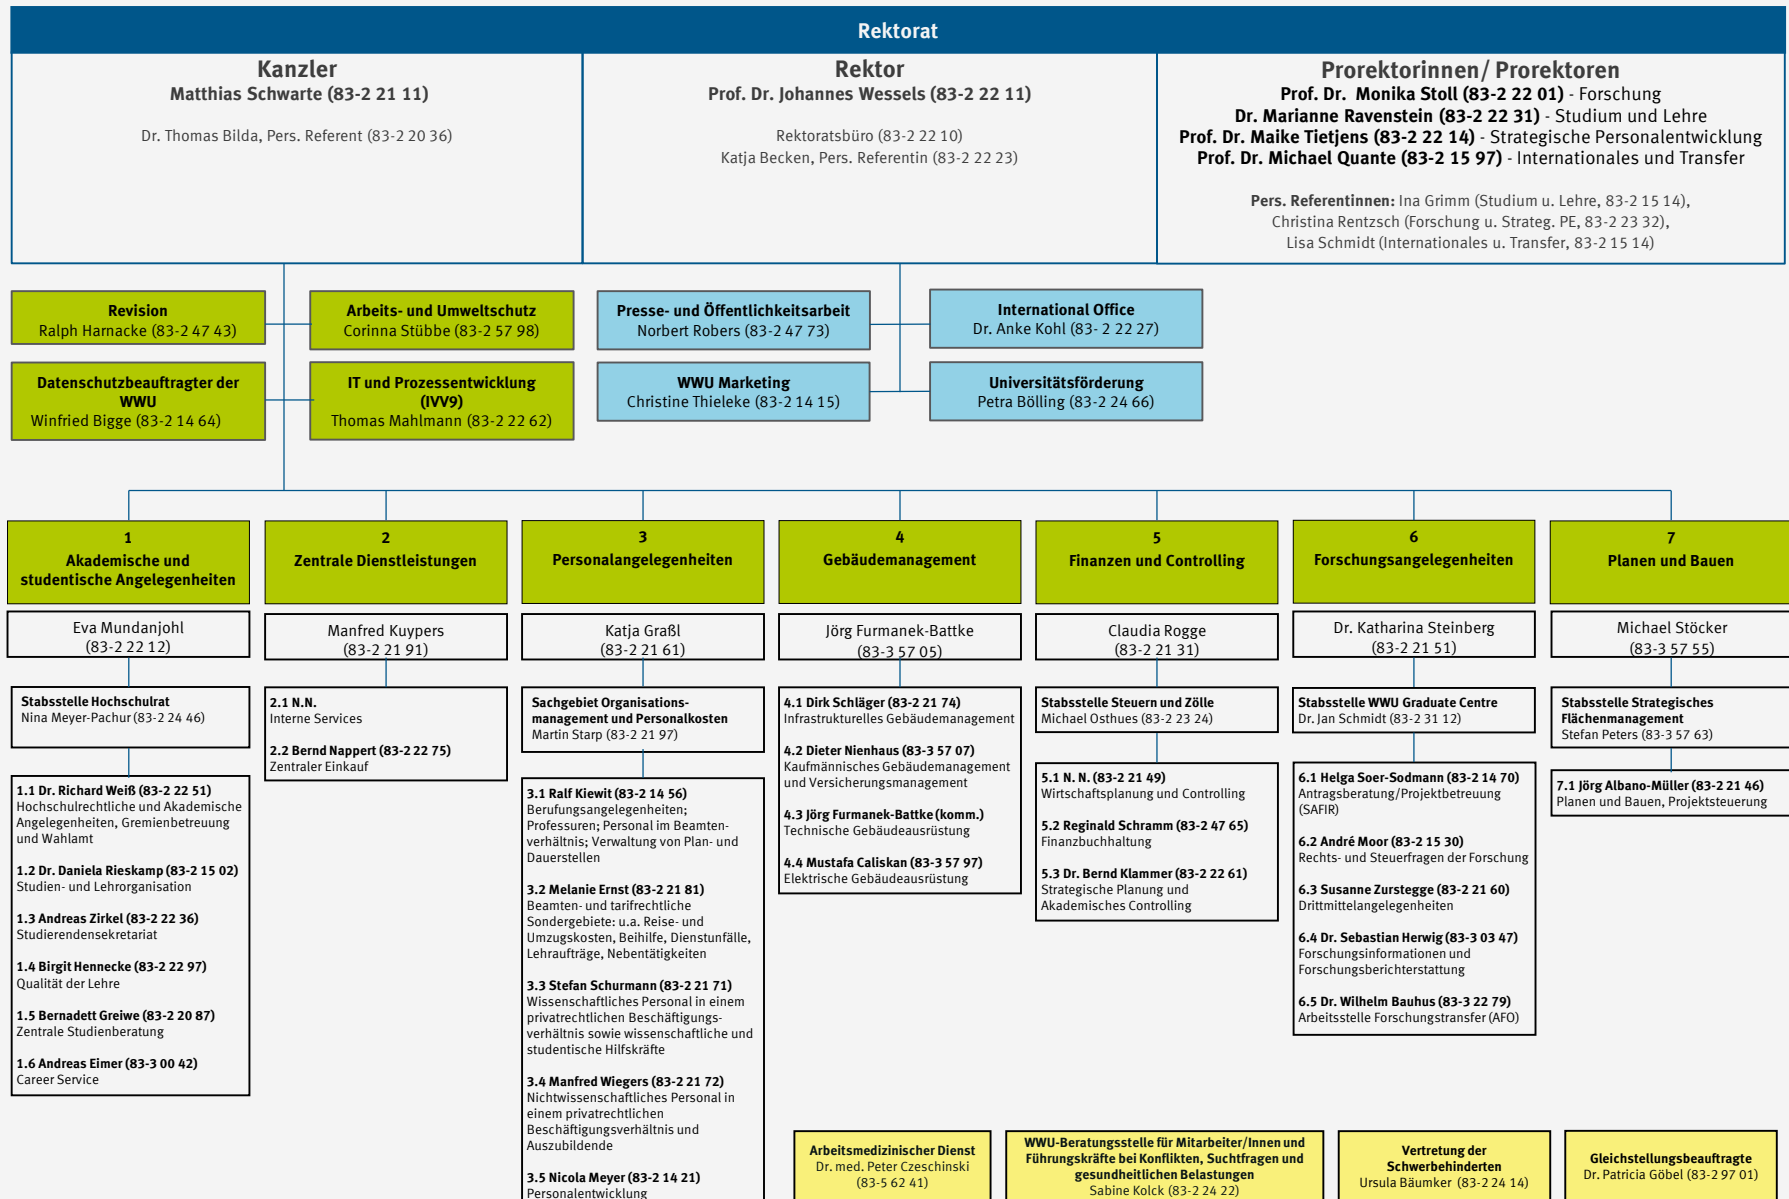 Rektorat
Kanzler
Matthias Schwarte (83-2 21 11)
Dr. Thomas Bilda, Pers. Referent (83-2 20 36)
Rektor
Prof. Dr. Johannes Wessels (83-2 22 11)
Rektoratsbüro (83-2 22 10)
Katja Becken, Pers. Referentin (83-2 22 23)
Prorektorinnen/ Prorektoren
Prof. Dr. Monika Stoll (83-2 22 01) - Forschung
Dr. Marianne Ravenstein (83-2 22 31) - Studium und Lehre
Prof. Dr. Maike Tietjens (83-2 22 14) - Strategische Personalentwicklung
Prof. Dr. Michael Quante (83-2 15 97) - Internationales und Transfer
Pers. Referentinnen: Ina Grimm (Studium u. Lehre, 83-2 15 14),
Christina Rentzsch (Forschung u. Strateg. PE, 83-2 23 32),
Lisa Schmidt (Internationales u. Transfer, 83-2 15 14)
Revision
Ralph Harnacke (83-2 47 43)
Arbeits- und Umweltschutz
Corinna Stübbe (83-2 57 98)
Presse- und Öffentlichkeitsarbeit
Norbert Robers (83-2 47 73)
International Office
Dr. Anke Kohl (83- 2 22 27)
Datenschutzbeauftragter der
WWU
Winfried Bigge (83-2 14 64)
IT und Prozessentwicklung
(IVV9)
Thomas Mahlmann (83-2 22 62)
WWU Marketing
Christine Thieleke (83-2 14 15)
Universitätsförderung
Petra Bölling (83-2 24 66)
1
Akademische und
studentische Angelegenheiten
Eva Mundanjohl
(83-2 22 12)
Stabsstelle Hochschulrat
Nina Meyer-Pachur (83-2 24 46)
1.1 Dr. Richard Weiß (83-2 22 51)
Hochschulrechtliche und Akademische
Angelegenheiten, Gremienbetreuung
und Wahlamt
1.2 Dr. Daniela Rieskamp (83-2 15 02)
Studien- und Lehrorganisation
1.3 Andreas Zirkel (83-2 22 36)
Studierendensekretariat
1.4 Birgit Hennecke (83-2 22 97)
Qualität der Lehre
1.5 Bernadett Greiwe (83-2 20 87)
Zentrale Studienberatung
1.6 Andreas Eimer (83-3 00 42)
Career Service
2
Zentrale Dienstleistungen
Manfred Kuypers
(83-2 21 91)
2.1 N.N.
Interne Services
2.2 Bernd Nappert (83-2 22 75)
Zentraler Einkauf
3
Personalangelegenheiten
Katja Graßl
(83-2 21 61)
Sachgebiet Organisations-
management und Personalkosten
Martin Starp (83-2 21 97)
3.1 Ralf Kiewit (83-2 14 56)
Berufungsangelegenheiten;
Professuren; Personal im Beamten-
verhältnis; Verwaltung von Plan- und
Dauerstellen
3.2 Melanie Ernst (83-2 21 81)
Beamten- und tarifrechtliche
Sondergebiete: u.a. Reise- und
Umzugskosten, Beihilfe, Dienstunfälle,
Lehraufträge, Nebentätigkeiten
3.3 Stefan Schurmann (83-2 21 71)
Wissenschaftliches Personal in einem
privatrechtlichen Beschäftigungs-
verhältnis sowie wissenschaftliche und
studentische Hilfskräfte
3.4 Manfred Wiegers (83-2 21 72)
Nichtwissenschaftliches Personal in
einem privatrechtlichen
Beschäftigungsverhältnis und
Auszubildende
3.5 Nicola Meyer (83-2 14 21)
Personalentwicklung
4
Gebäudemanagement
Jörg Furmanek-Battke
(83-3 57 05)
4.1 Dirk Schläger (83-2 21 74)
Infrastrukturelles Gebäudemanagement
4.2 Dieter Nienhaus (83-3 57 07)
Kaufmännisches Gebäudemanagement
und Versicherungsmanagement
4.3 Jörg Furmanek-Battke (komm.)
Technische Gebäudeausrüstung
4.4 Mustafa Caliskan (83-3 57 97)
Elektrische Gebäudeausrüstung
5
Finanzen und Controlling
Claudia Rogge
(83-2 21 31)
Stabsstelle Steuern und Zölle
Michael Osthues (83-2 23 24)
5.1 N. N. (83-2 21 49)
Wirtschaftsplanung und Controlling
5.2 Reginald Schramm (83-2 47 65)
Finanzbuchhaltung
5.3 Dr. Bernd Klammer (83-2 22 61)
Strategische Planung und
Akademisches Controlling
6
Forschungsangelegenheiten
Dr. Katharina Steinberg
(83-2 21 51)
Stabsstelle WWU Graduate Centre
Dr. Jan Schmidt (83-2 31 12)
6.1 Helga Soer-Sodmann (83-2 14 70)
Antragsberatung/Projektbetreuung
(SAFIR)
6.2 André Moor (83-2 15 30)
Rechts- und Steuerfragen der Forschung
6.3 Susanne Zurstegge (83-2 21 60)
Drittmittelangelegenheiten
6.4 Dr. Sebastian Herwig (83-3 03 47)
Forschungsinformationen und
Forschungsberichterstattung
6.5 Dr. Wilhelm Bauhus (83-3 22 79)
Arbeitsstelle Forschungstransfer (AFO)
7
Planen und Bauen
Michael Stöcker
(83-3 57 55)
Stabsstelle Strategisches
Flächenmanagement
Stefan Peters (83-3 57 63)
7.1 Jörg Albano-Müller (83-2 21 46)
Planen und Bauen, Projektsteuerung
Arbeitsmedizinischer Dienst
Dr. med. Peter Czeschinski
(83-5 62 41)
WWU-Beratungsstelle für Mitarbeiter/Innen und
Führungskräfte bei Konflikten, Suchtfragen und
gesundheitlichen Belastungen
Sabine Kolck (83-2 24 22)
Vertretung der
Schwerbehinderten
Ursula Bäumker (83-2 24 14)
Gleichstellungsbeauftragte
Dr. Patricia Göbel (83-2 97 01)